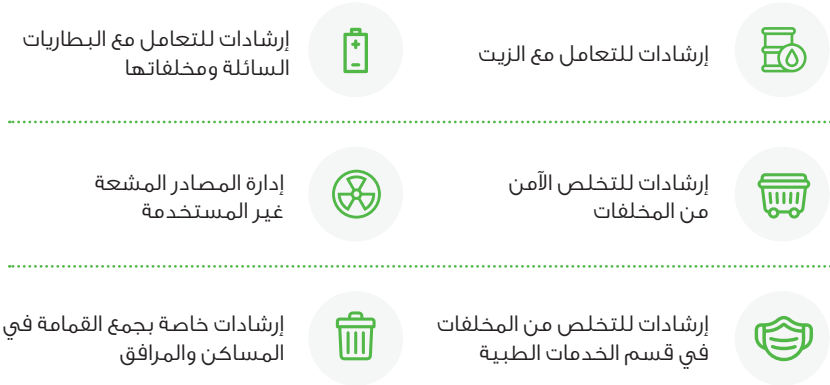 إرشادات للتعامل مع الزيت
إرشادات للتعامل مع البطاريات
السائلة ومخلفاتها
إرشادات للتخلص الآمن
من المخلفات
إدارة المصادر المشعة
غير المستخدمة
إرشادات للتخلص من المخلفات
في قسم الخدمات الطبية
إرشادات خاصة بجمع القمامة في
المساكن والمرافق